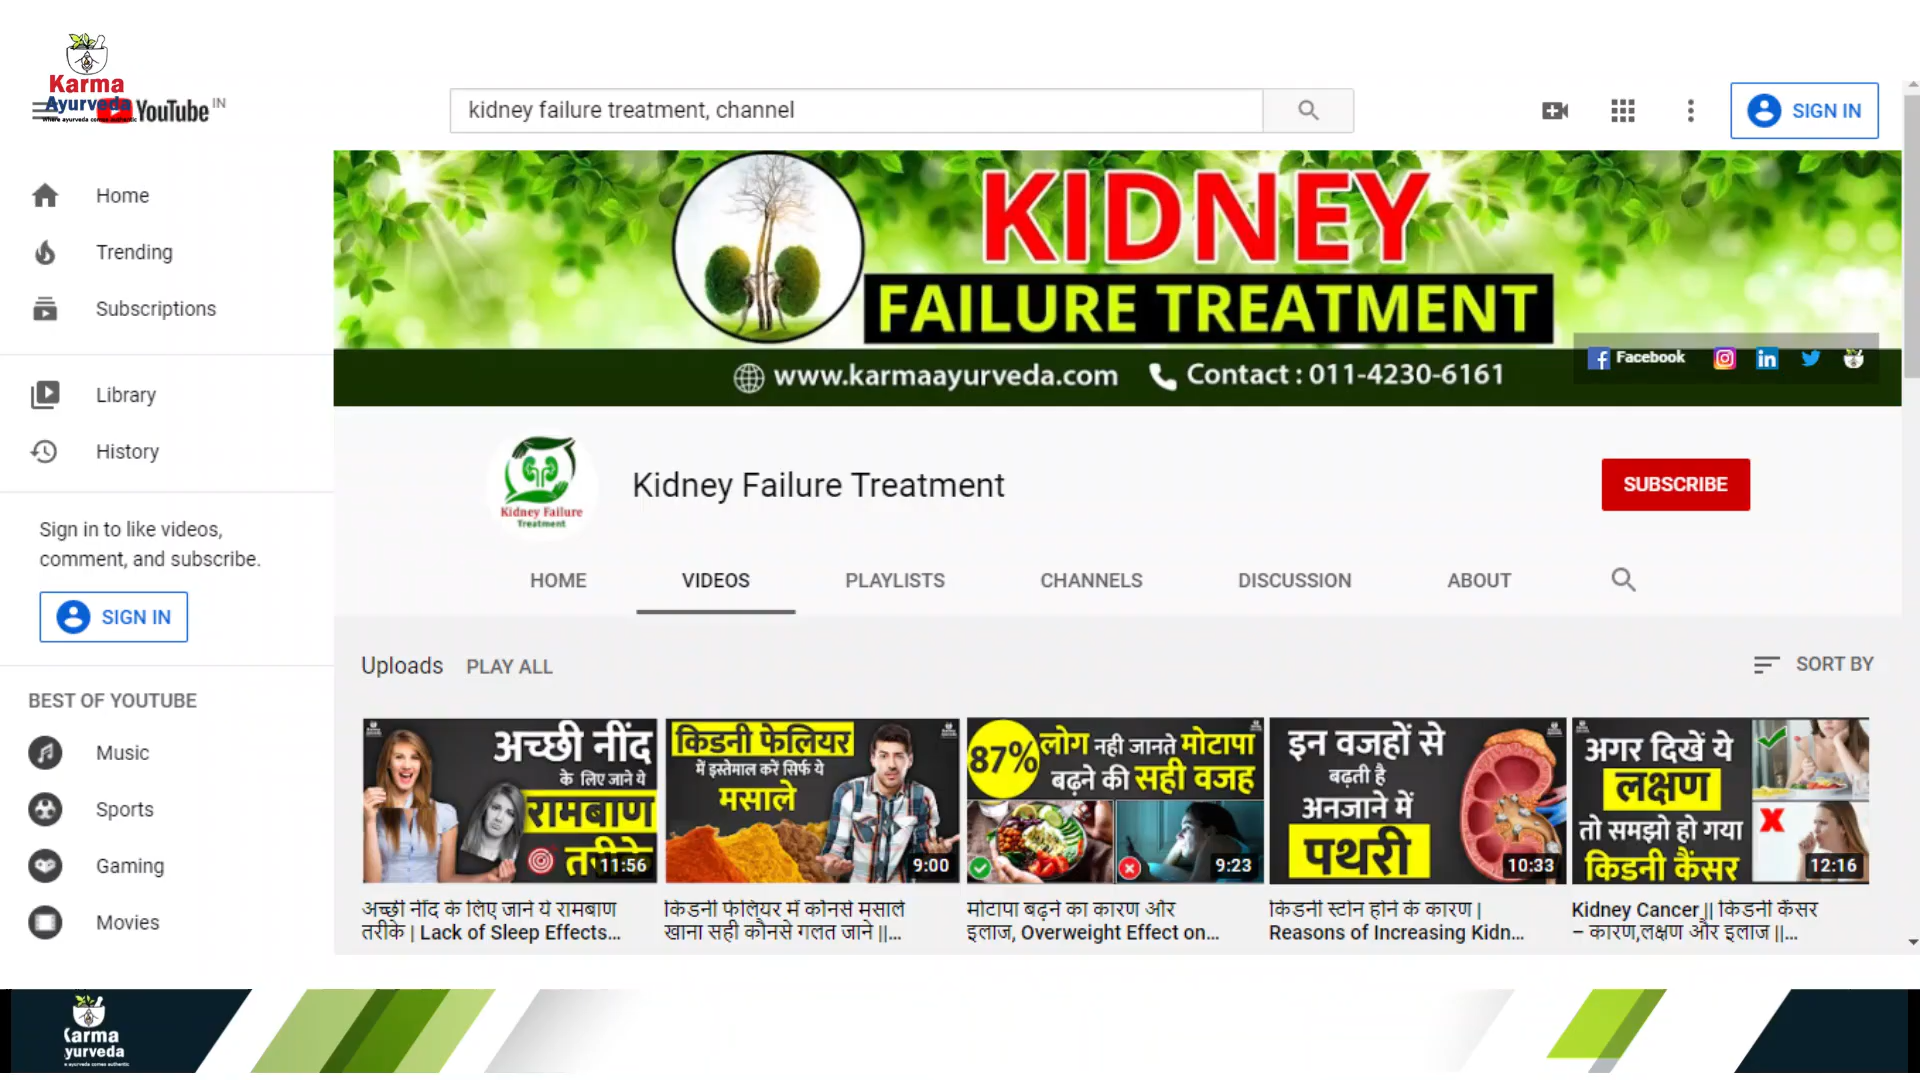 Karma
Ayurveda
YouTube IN
kidney failure treatment, channel
SIGN IN
Home
Trending
Subscriptions
Library
History
Sign in to like videos,
comment, and subscribe.
SIGN IN
BEST OF YOUTUBE
Music
Sports
Gaming
Movies
KIDNEY
FAILURE TREATMENT
www.karmaayurveda.com Contact : 011-4230-6161
Facebook
Kidney Failure
Treatment
Kidney Failure Treatment
SUBSCRIBE
HOME VIDEOS PLAYLISTS CHANNELS DISCUSSION ABOUT
Uploads PLAY ALL
SORT BY
अच्छी नींद
के लिए जाने ये
रामबाण
11:56
अच्छी नींद के लिए जाने ये रामबाण
तरीके | Lack of Sleep Effects...
किडनी फेलियर
में इस्तेमाल करें सिर्फ ये
मसाले
9:00
किडनी फेलियर में कौनसे मसाले
खाना सही कौनसे गलत जाने ||...
87% लोग नही जानते मोटापा
बढ़ने की सही वजह
9:23
मोटापा बढ़ने का कारण और
इलाज, Overweight Effect on...
इन वजहों से
बढ़ती है
अनजाने में
पथरी
10:33
किडनी स्टोन होने के कारण |
Reasons of Increasing Kidn...
अगर दिखें ये
लक्षण
तो समझो हो गया
किडनी कैंसर
12:16
Kidney Cancer || किडनी कैंसर
– कारण,लक्षण और इलाज ||...
arma
yurveda